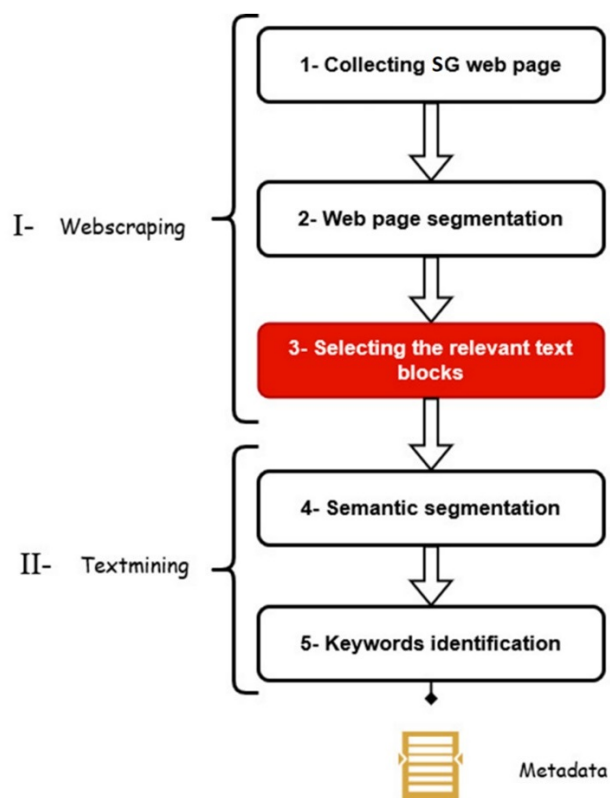 1- Collecting SG web page
I- Webscraping
2- Web page segmentation
3- Selecting the relevant text
blocks
4- Semantic segmentation
II- Textmining
5- Keywords identification
Metadata